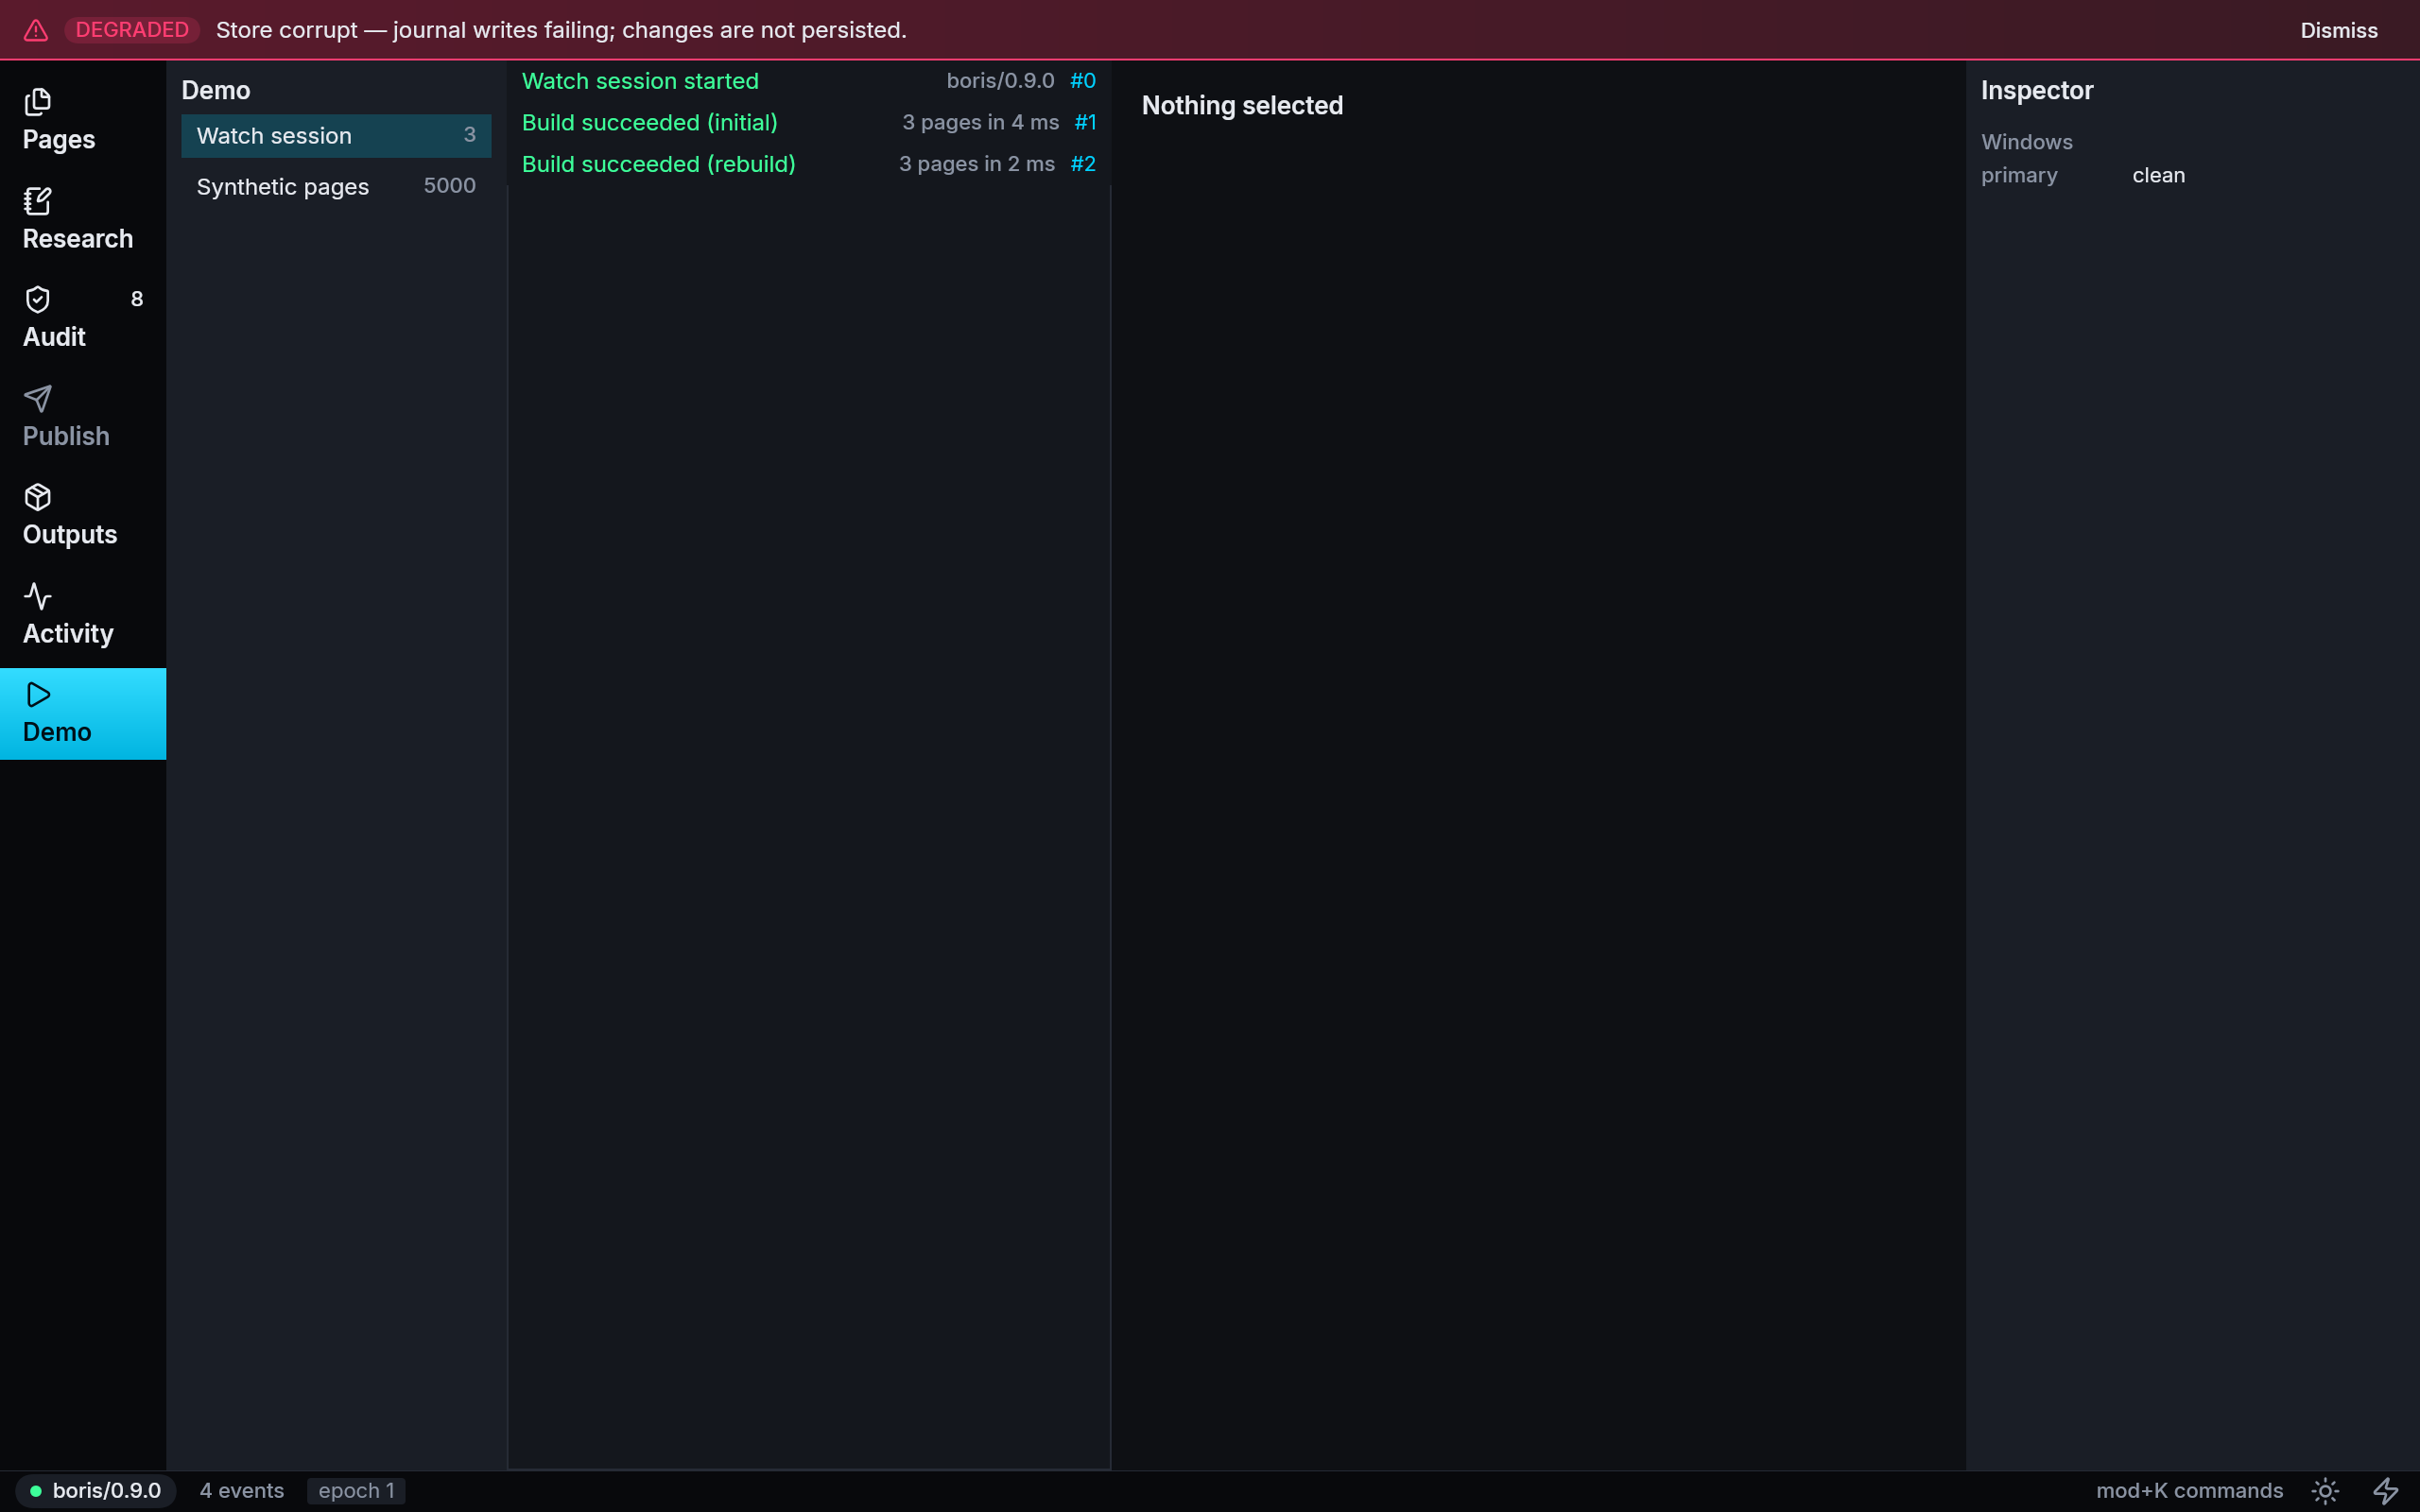 DEGRADED Store corrupt — journal writes failing; changes are not persisted. Dismiss
Pages
Research
8
Audit
Publish
Outputs
Activity
Demo
Demo
Watch session 3
Synthetic pages 5000
Watch session started boris/0.9.0 #0
Build succeeded (initial) 3 pages in 4 ms #1
Build succeeded (rebuild) 3 pages in 2 ms #2
Nothing selected
Inspector
Windows
primary clean
boris/0.9.0 4 events epoch 1 mod+K commands